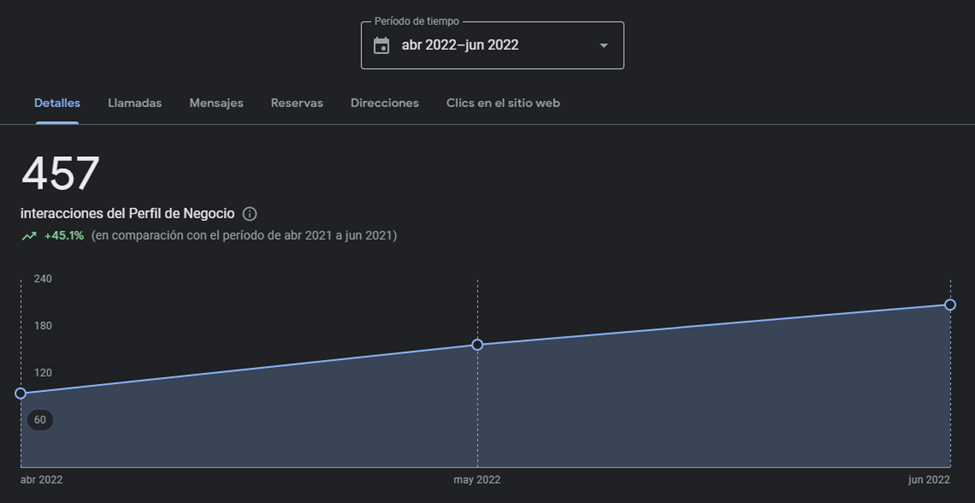 Período de tiempo
abr 2022–jun 2022
Detalles Llamadas Mensajes Reservas Direcciones Clics en el sitio web
457
interacciones del Perfil de Negocio
+45.1% (en comparación con el período de abr 2021 a jun 2021)
240
180
120
60
abr 2022 may 2022 jun 2022